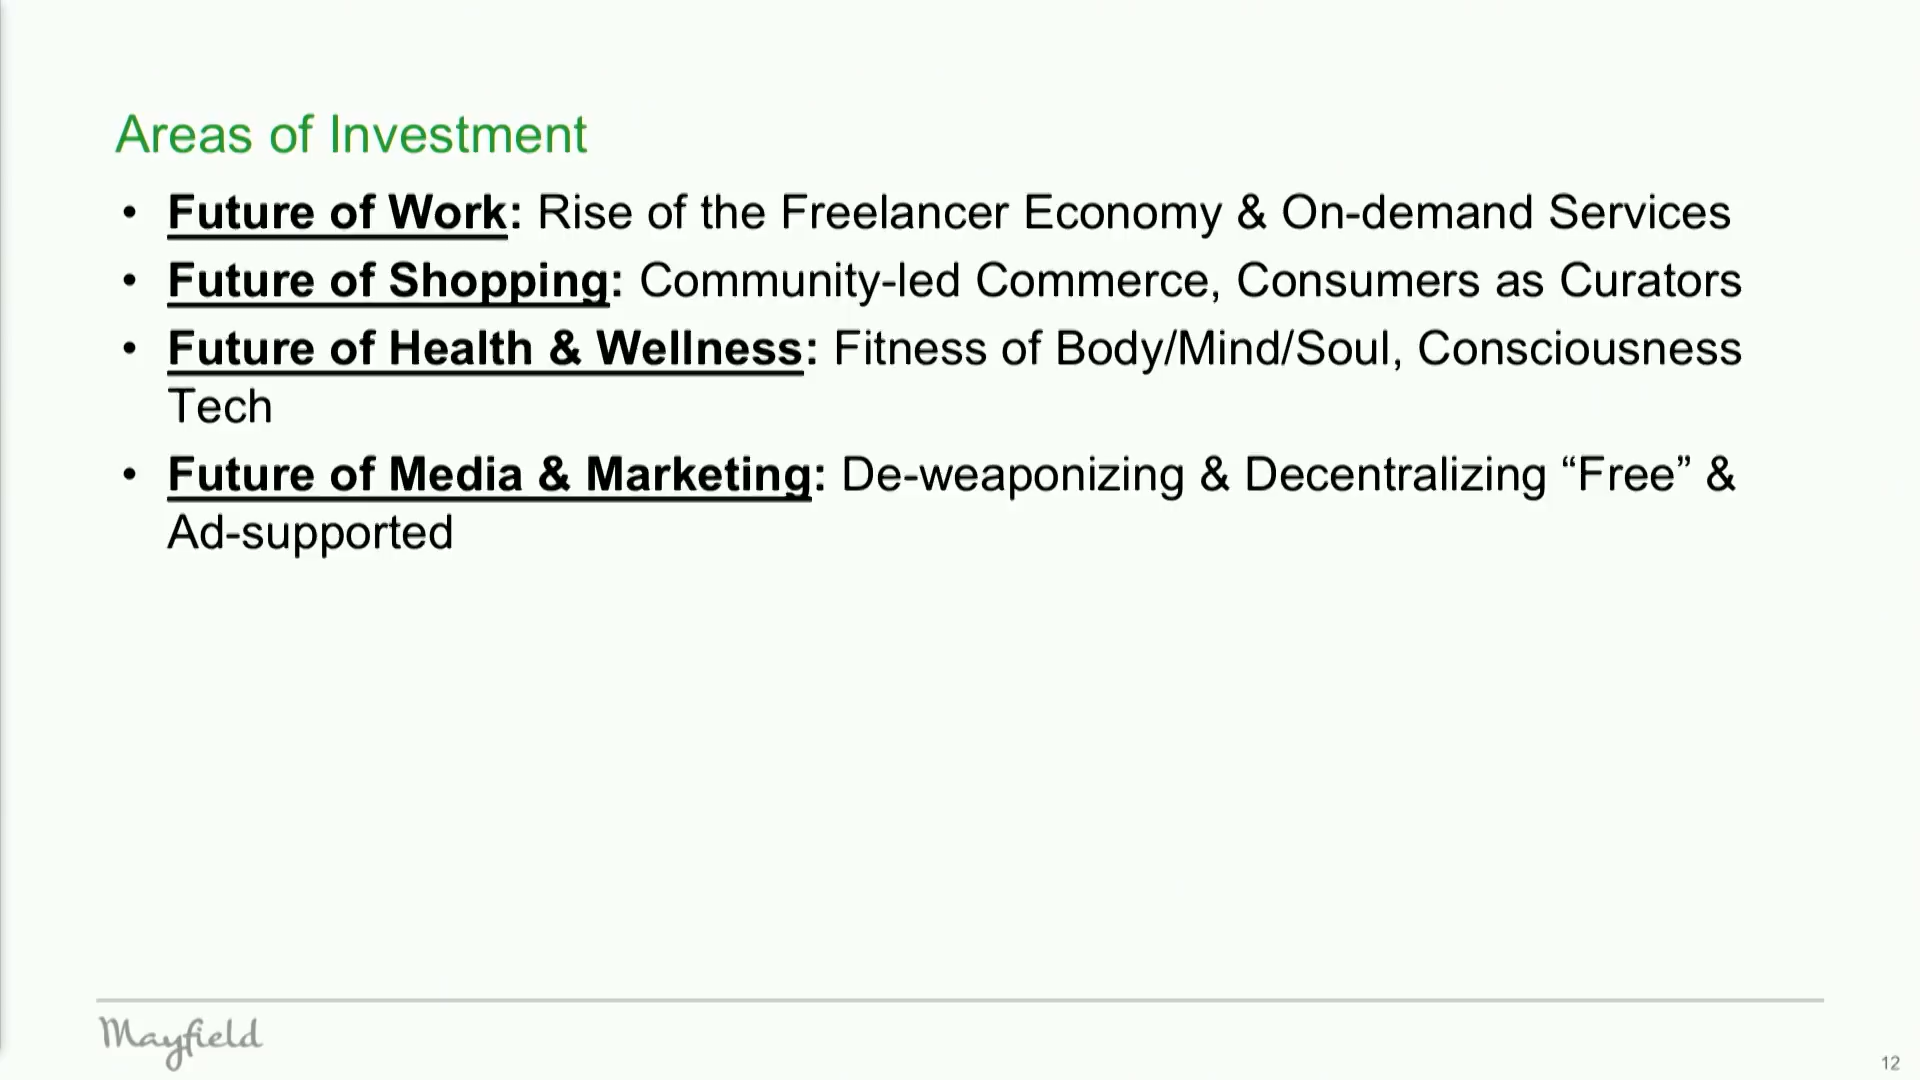 Areas of Investment
• Future of Work: Rise of the Freelancer Economy & On-demand Services
• Future of Shopping: Community-led Commerce, Consumers as Curators
• Future of Health & Wellness: Fitness of Body/Mind/Soul, Consciousness
Tech
• Future of Media & Marketing: De-weaponizing & Decentralizing “Free” &
Ad-supported
Mayfield
12